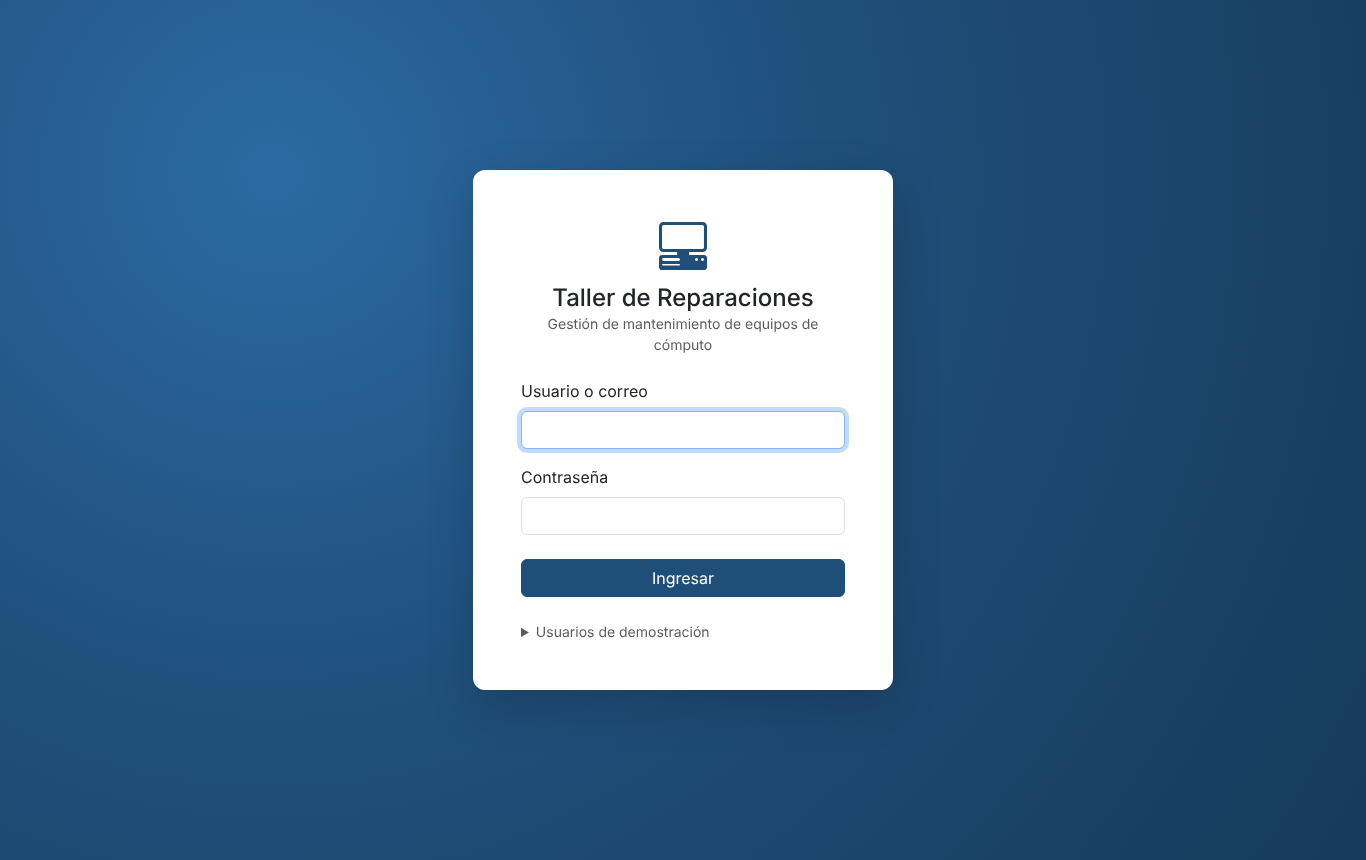 Taller de Reparaciones
Gestión de mantenimiento de equipos de
cómputo
Usuario o correo
Contraseña
Ingresar
Usuarios de demostración